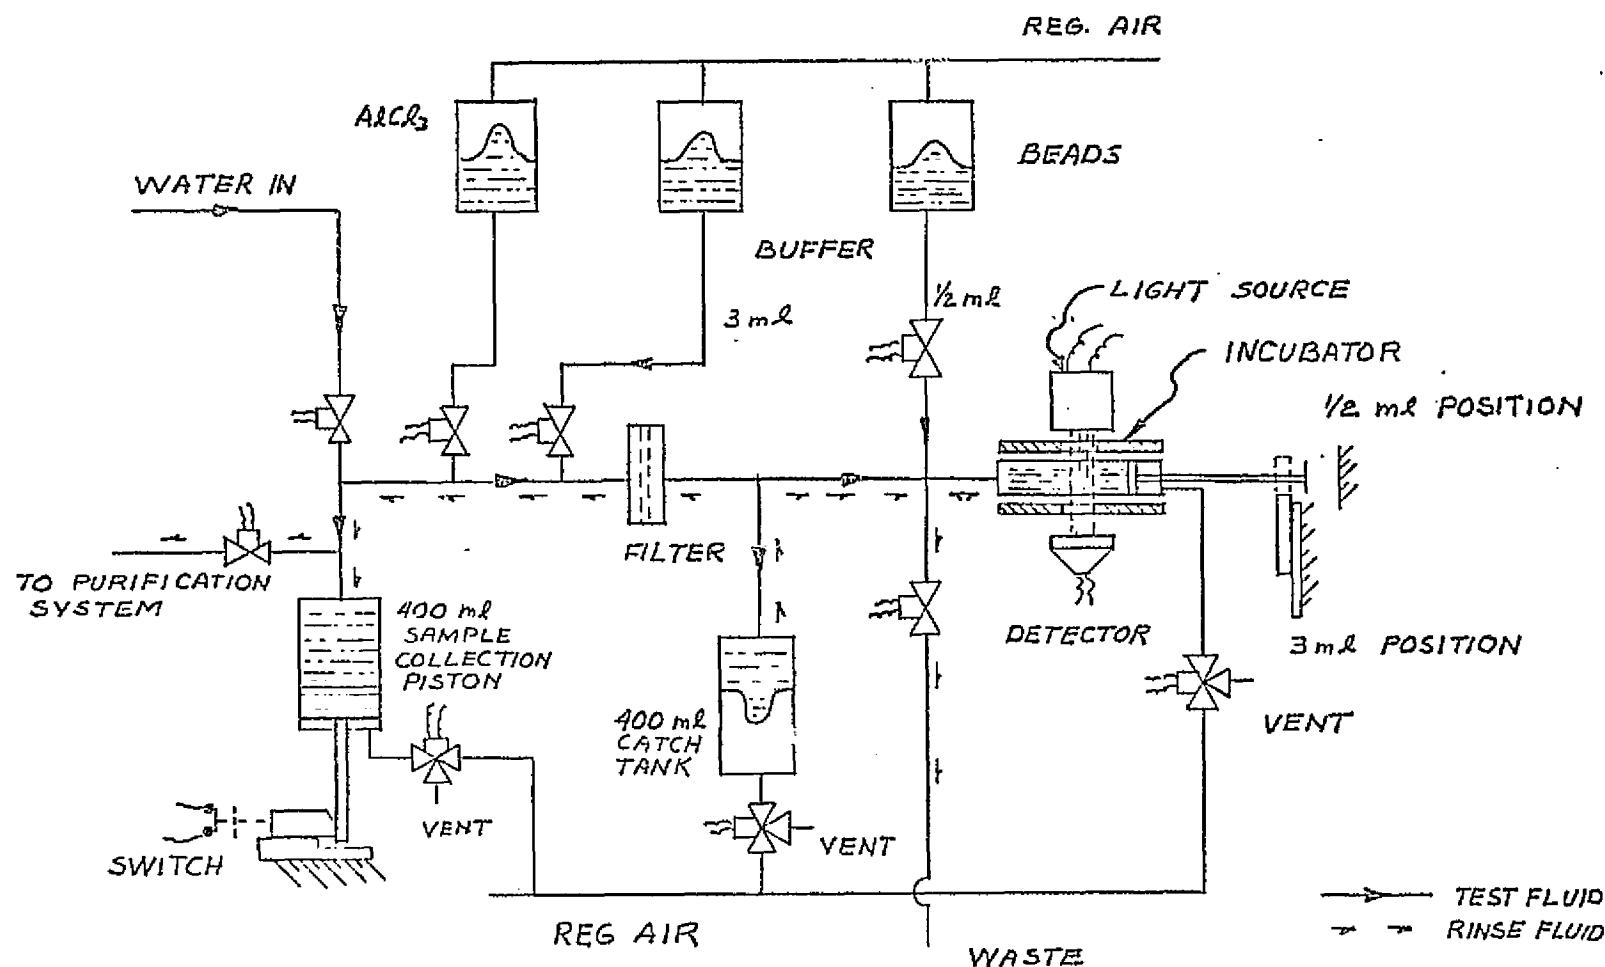 REG. AIR
AlCl3
BEADS
WATER IN
BUFFER
3 ml
1/2 ml
LIGHT SOURCE
INCUBATOR
1/2 ml POSITION
FILTER
TO PURIFICATION
SYSTEM
400 ml
SAMPLE
COLLECTION
PISTON
DETECTOR
3 ml POSITION
400 ml
CATCH
TANK
VENT
VENT
VENT
SWITCH
REG AIR
WASTE
TEST FLUID
RINSE FLUID